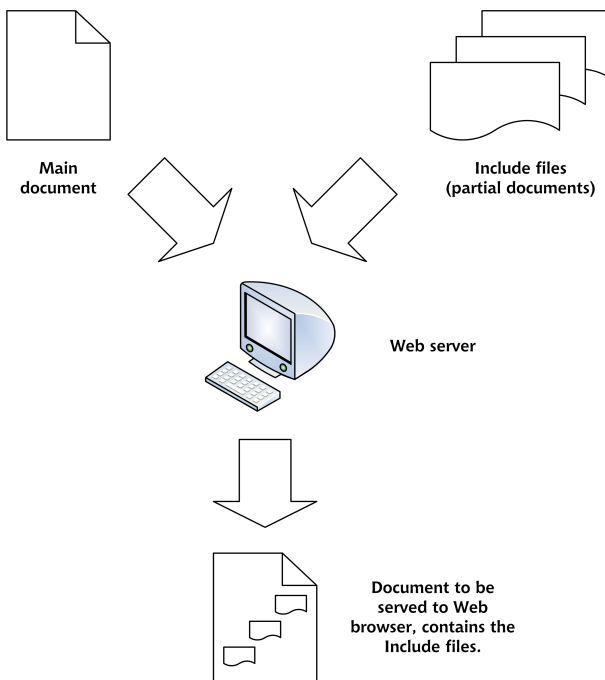 Main
document
Include files
(partial documents)
Web server
Document to be
served to Web
browser, contains the
Include files.